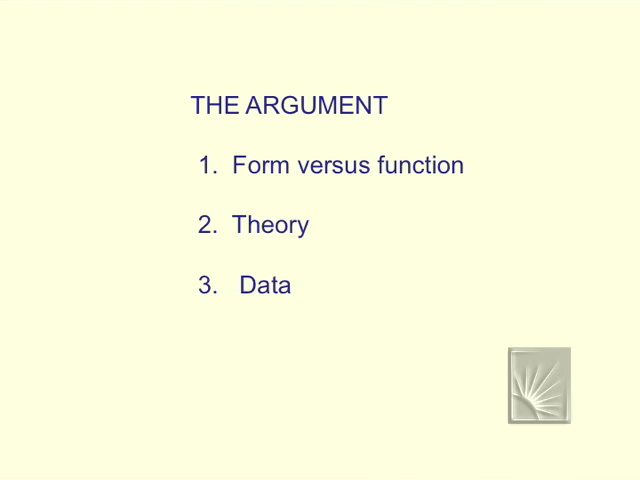 THE ARGUMENT
1. Form versus function
2. Theory
3. Data